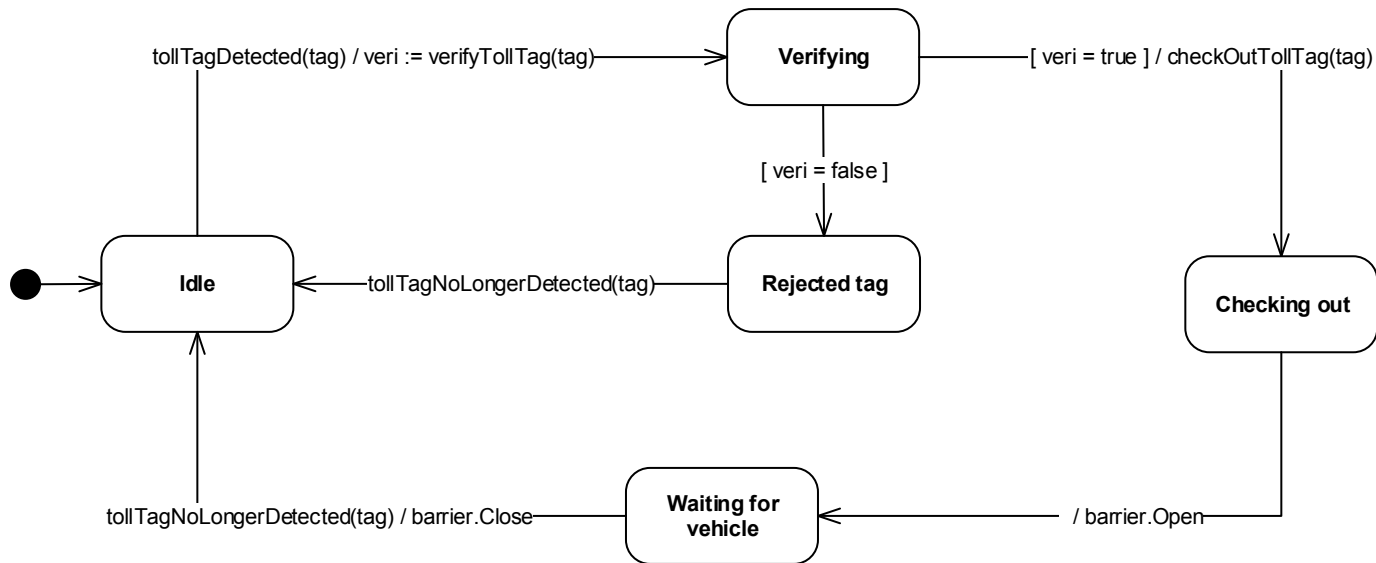 tollTagDetected(tag) / veri := verifyTollTag(tag)
Verifying
[ veri = true ] / checkOutTollTag(tag)
[ veri = false ]
Idle
tollTagNoLongerDetected(tag)
Rejected tag
Checking out
tollTagNoLongerDetected(tag) / barrier.Close
Waiting for
vehicle
/ barrier.Open